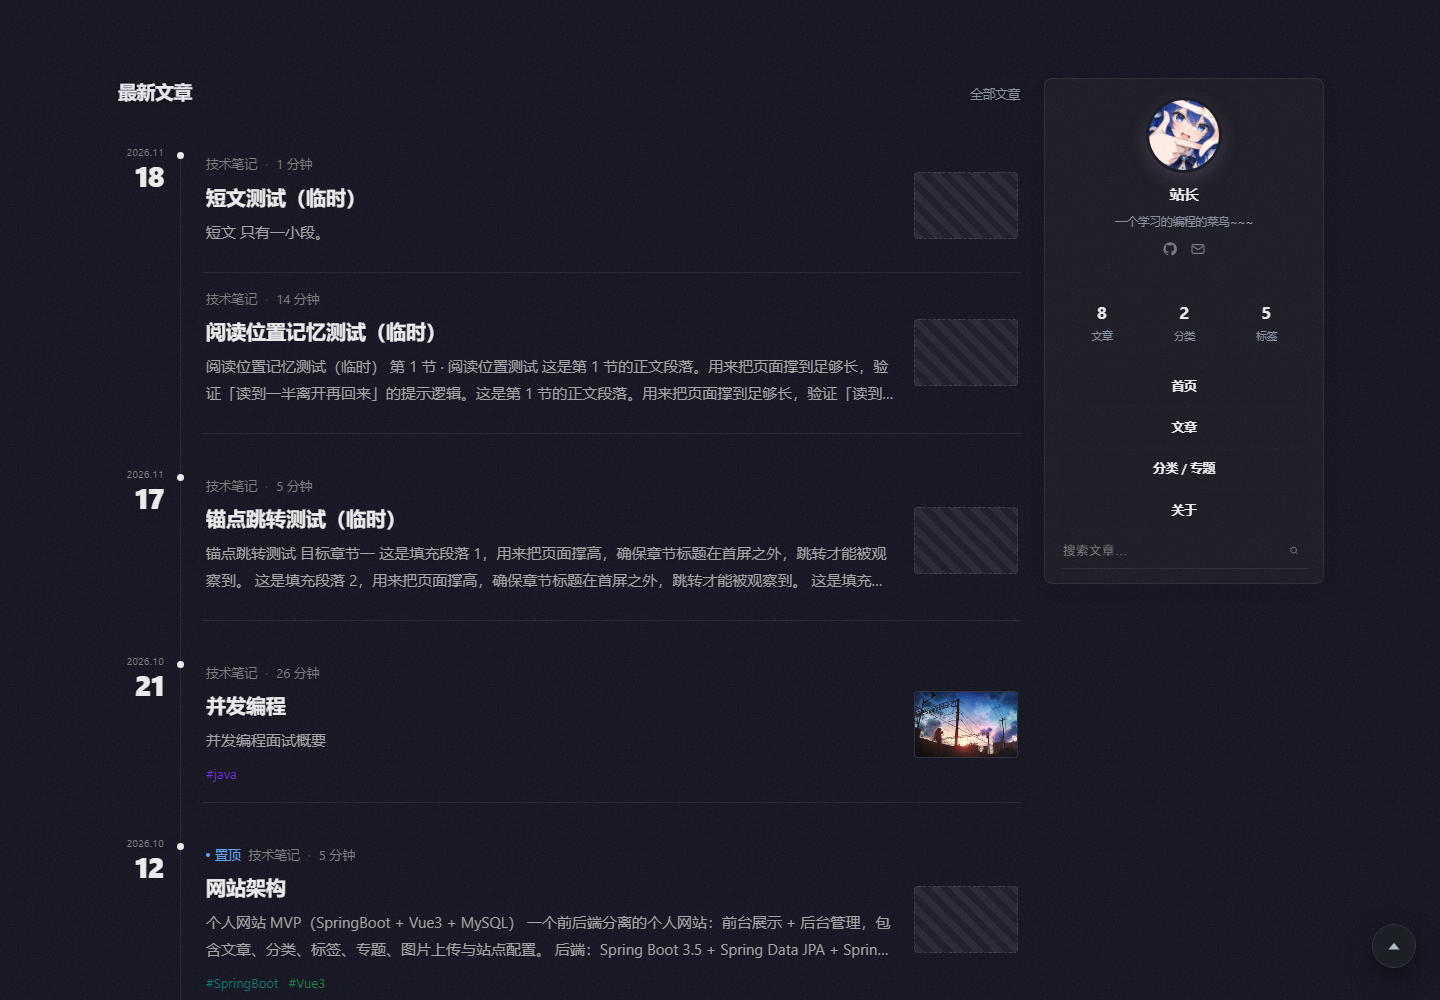 最新文章
全部文章
2026.11
18
技术笔记 · 1 分钟
短文测试（临时）
短文 只有一小段。
技术笔记 · 14 分钟
阅读位置记忆测试（临时）
阅读位置记忆测试（临时） 第 1 节 · 阅读位置测试 这是第 1 节的正文段落。用来把页面撑到足够长，验
证「读到一半离开再回来」的提示逻辑。这是第 1 节的正文段落。用来把页面撑到足够长，验证「读到...
2026.11
17
技术笔记 · 5 分钟
锚点跳转测试（临时）
锚点跳转测试 目标章节一 这是填充段落 1，用来把页面撑高，确保章节标题在首屏之外，跳转才能被观
察到。 这是填充段落 2，用来把页面撑高，确保章节标题在首屏之外，跳转才能被观察到。 这是填充...
2026.10
21
技术笔记 · 26 分钟
并发编程
并发编程面试概要
#java
2026.10
12
置顶 技术笔记 · 5 分钟
网站架构
个人网站 MVP（SpringBoot + Vue3 + MySQL） 一个前后端分离的个人网站：前台展示 + 后台管理，包
含文章、分类、标签、专题、图片上传与站点配置。 后端：Spring Boot 3.5 + Spring Data JPA + Sprin...
#SpringBoot #Vue3
站长
一个学习的编程的菜鸟~~~
8
文章
2
分类
5
标签
首页
文章
分类 / 专题
关于
搜索文章...